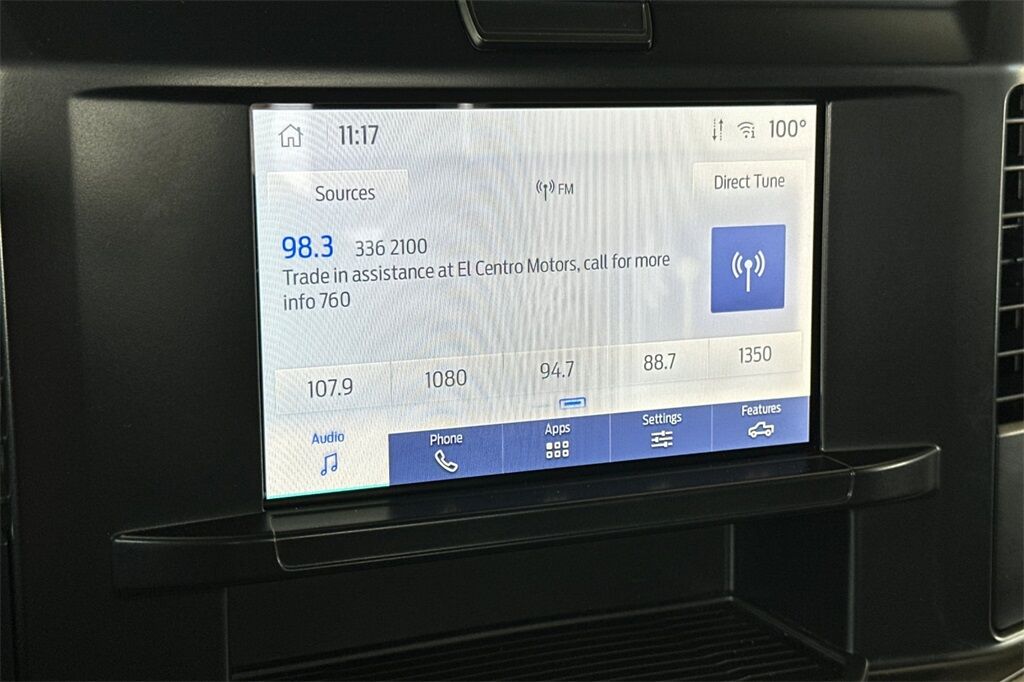 11:17
100°
Sources
FM
Direct Tune
98.3 336 2100
Trade in assistance at El Centro Motors, call for more
info 760
107.9 1080 94.7 88.7 1350
Audio Phone Apps Settings Features